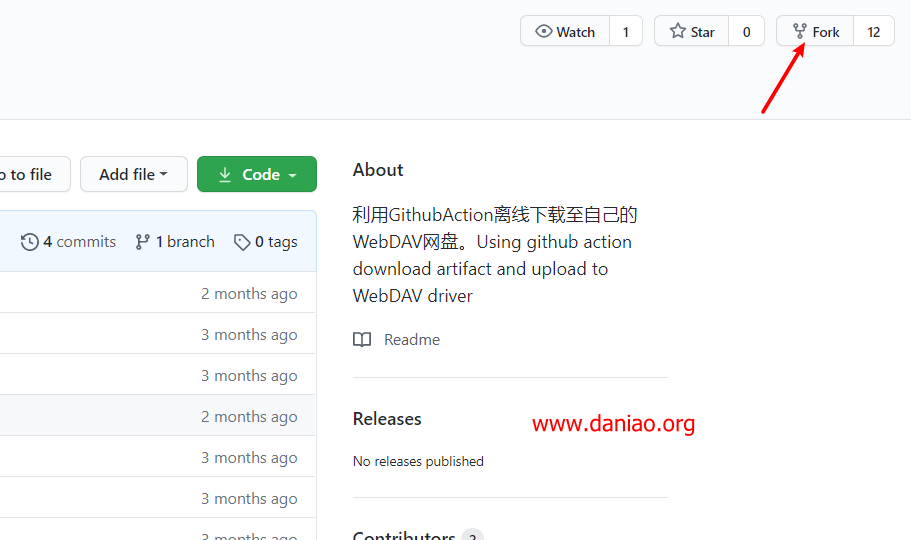 Watch 1 Star 0 Fork 12
to file Add file Code
About
利用GithubAction离线下载至自己的
WebDAV网盘。Using github action
download artifact and upload to
WebDAV driver
4 commits 1 branch 0 tags
2 months ago
3 months ago
Readme
3 months ago
2 months ago
Releases
www.daniao.org
3 months ago
No releases published
3 months ago
3 months ago
Contributors 2